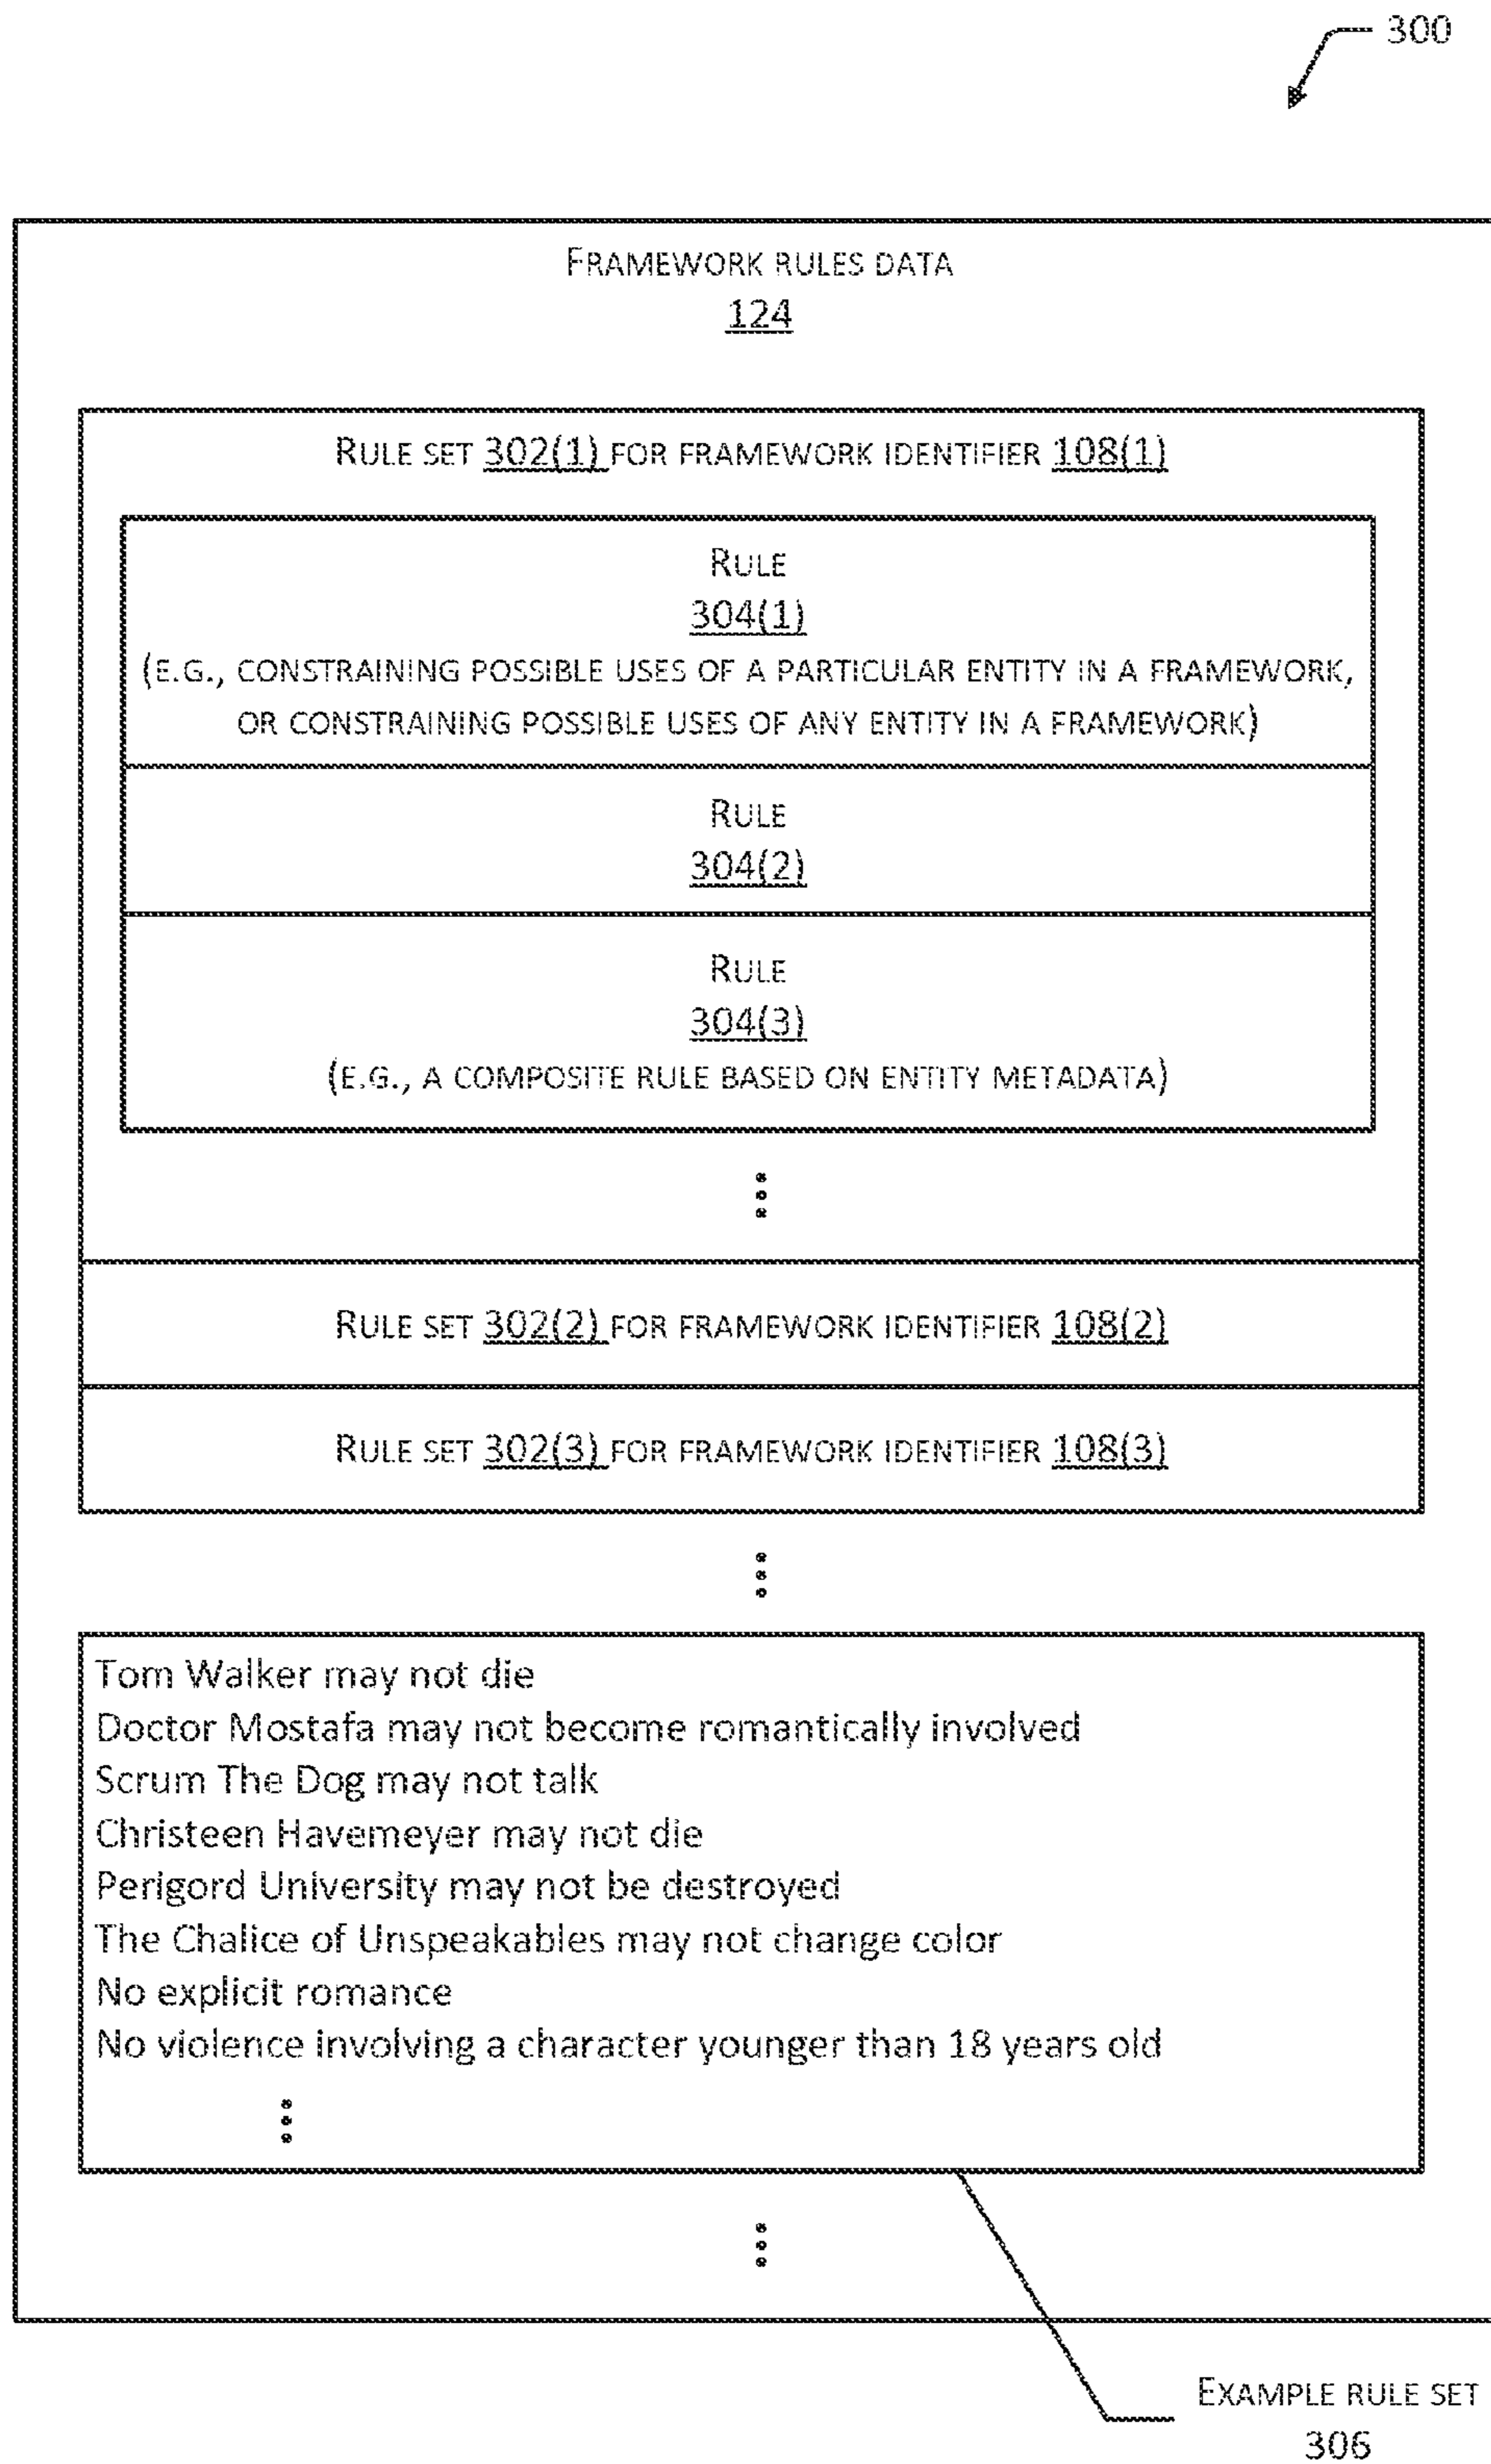 300
FRAMEWORK RULES DATA
124
RULE SET 302(1) FOR FRAMEWORK IDENTIFIER 108(1)
RULE
304(1)
(E.G., CONSTRAINING POSSIBLE USES OF A PARTICULAR ENTITY IN A FRAMEWORK,
OR CONSTRAINING POSSIBLE USES OF ANY ENTITY IN A FRAMEWORK)
RULE
304(2)
RULE
304(3)
(E.G., A COMPOSITE RULE BASED ON ENTITY METADATA)
RULE SET 302(2) FOR FRAMEWORK IDENTIFIER 108(2)
RULE SET 302(3) FOR FRAMEWORK IDENTIFIER 108(3)
Tom Walker may not die
Doctor Mostafa may not become romantically involved
Scrum The Dog may not talk
Christeen Havemeyer may not die
Perigord University may not be destroyed
The Chalice of Unspeakables may not change color
No explicit romance
No violence involving a character younger than 18 years old
EXAMPLE RULE SET
306